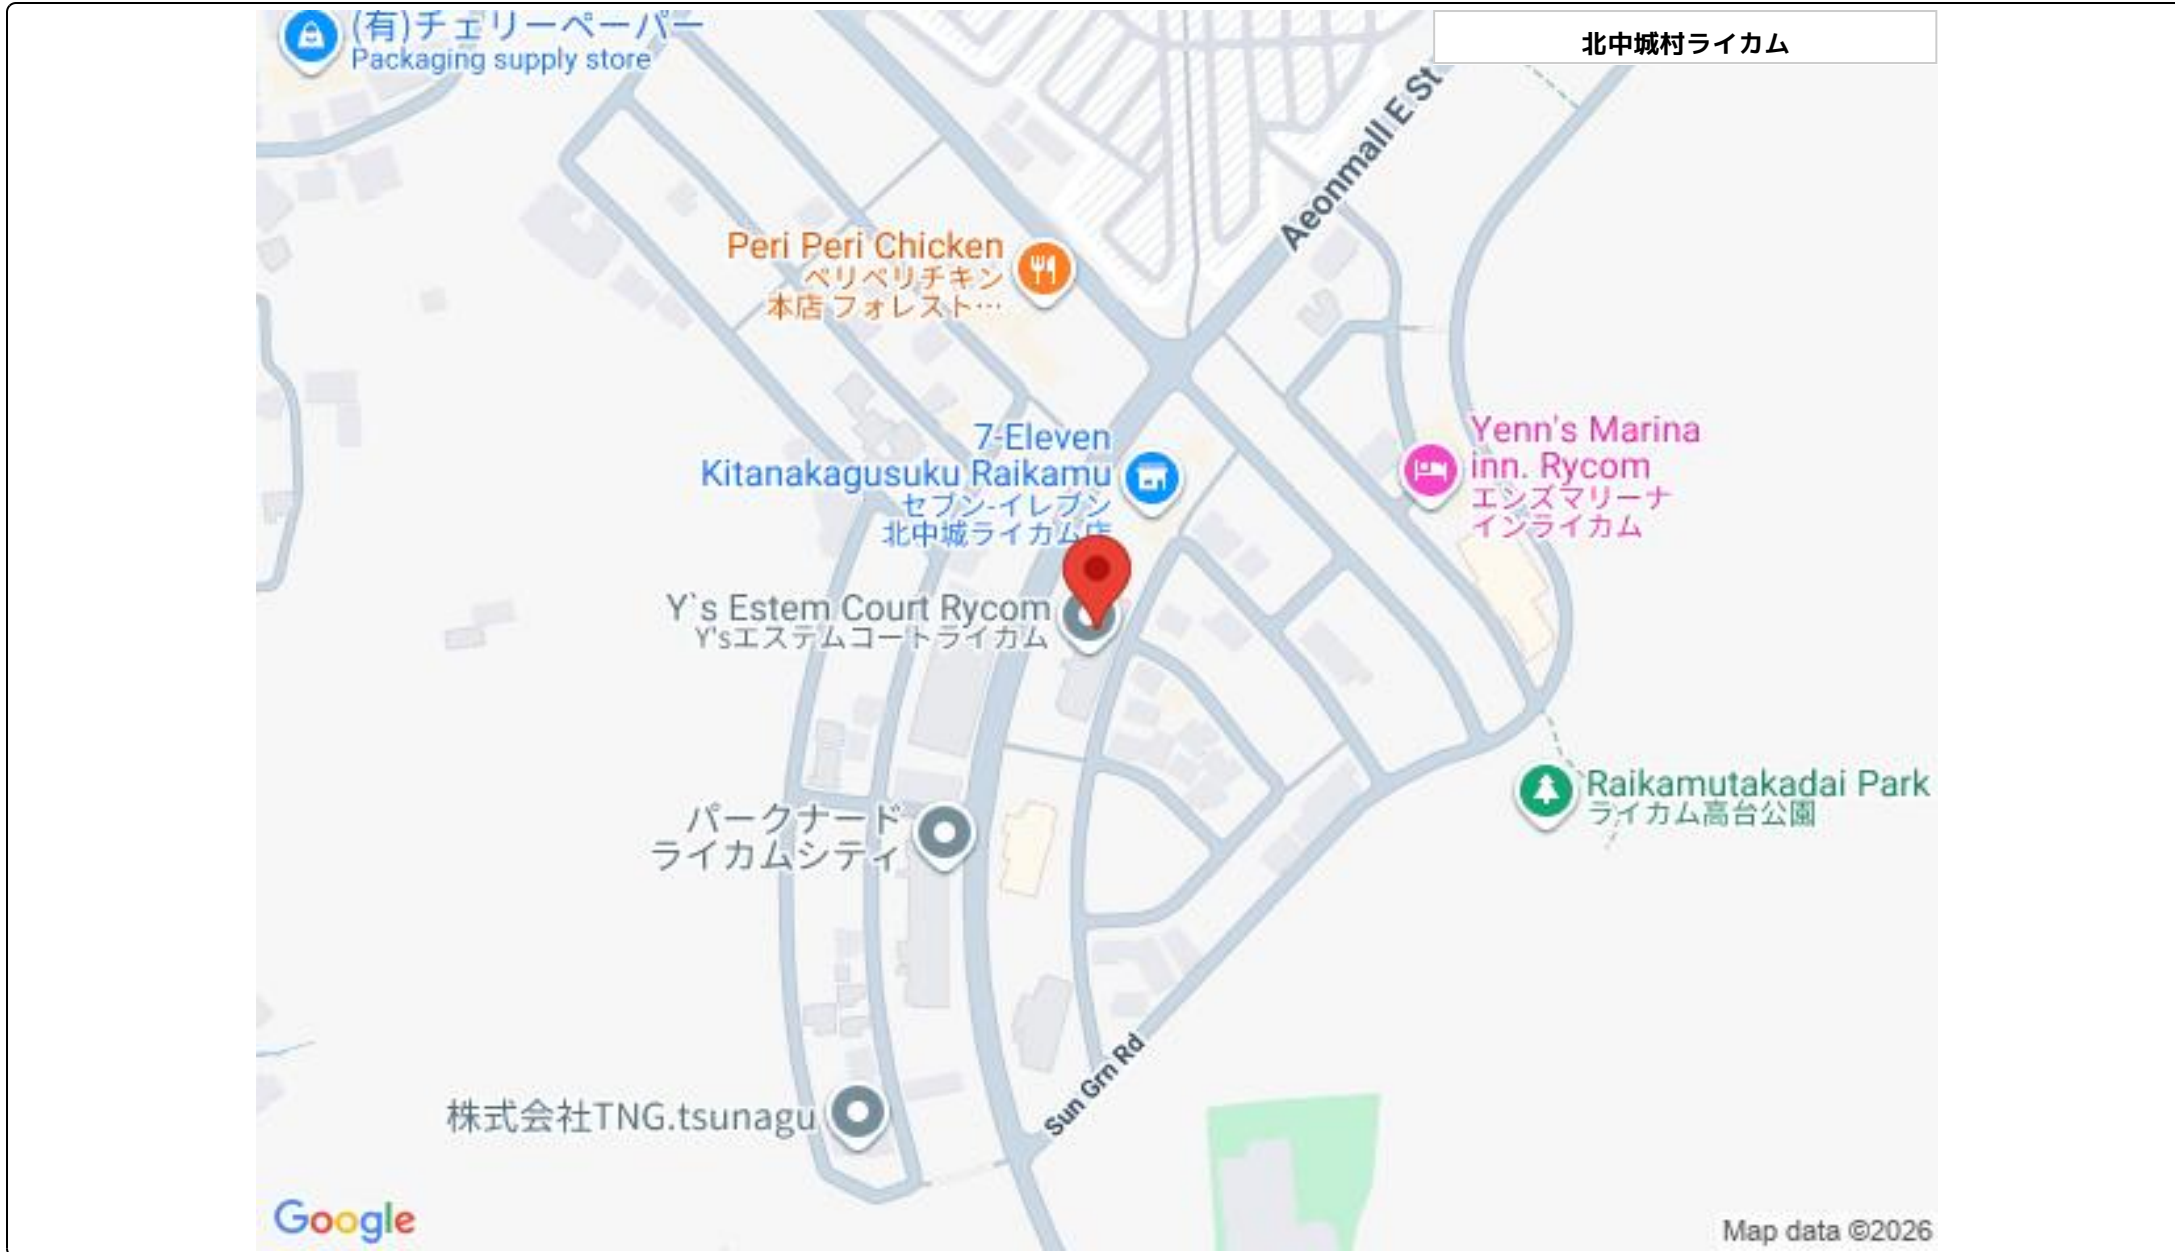 (有)チェリーペーパー
Packaging supply store
北中城村ライカム
Aeonmall E St
Peri Peri Chicken
ペリペリチキン
本店 フォレスト…
7-Eleven
Kitanakagusuku Raikamu
セブン-イレブン
北中城ライカム店
Yenn's Marina
inn. Rycom
エンズマリーナ
インライカム
Y`s Estem Court Rycom
Y'sエステムコートライカム
Raikamutakadai Park
ライカム高台公園
パークナード
ライカムシティ
Sun Grn Rd
株式会社TNG.tsunagu
Google
Map data ©2026